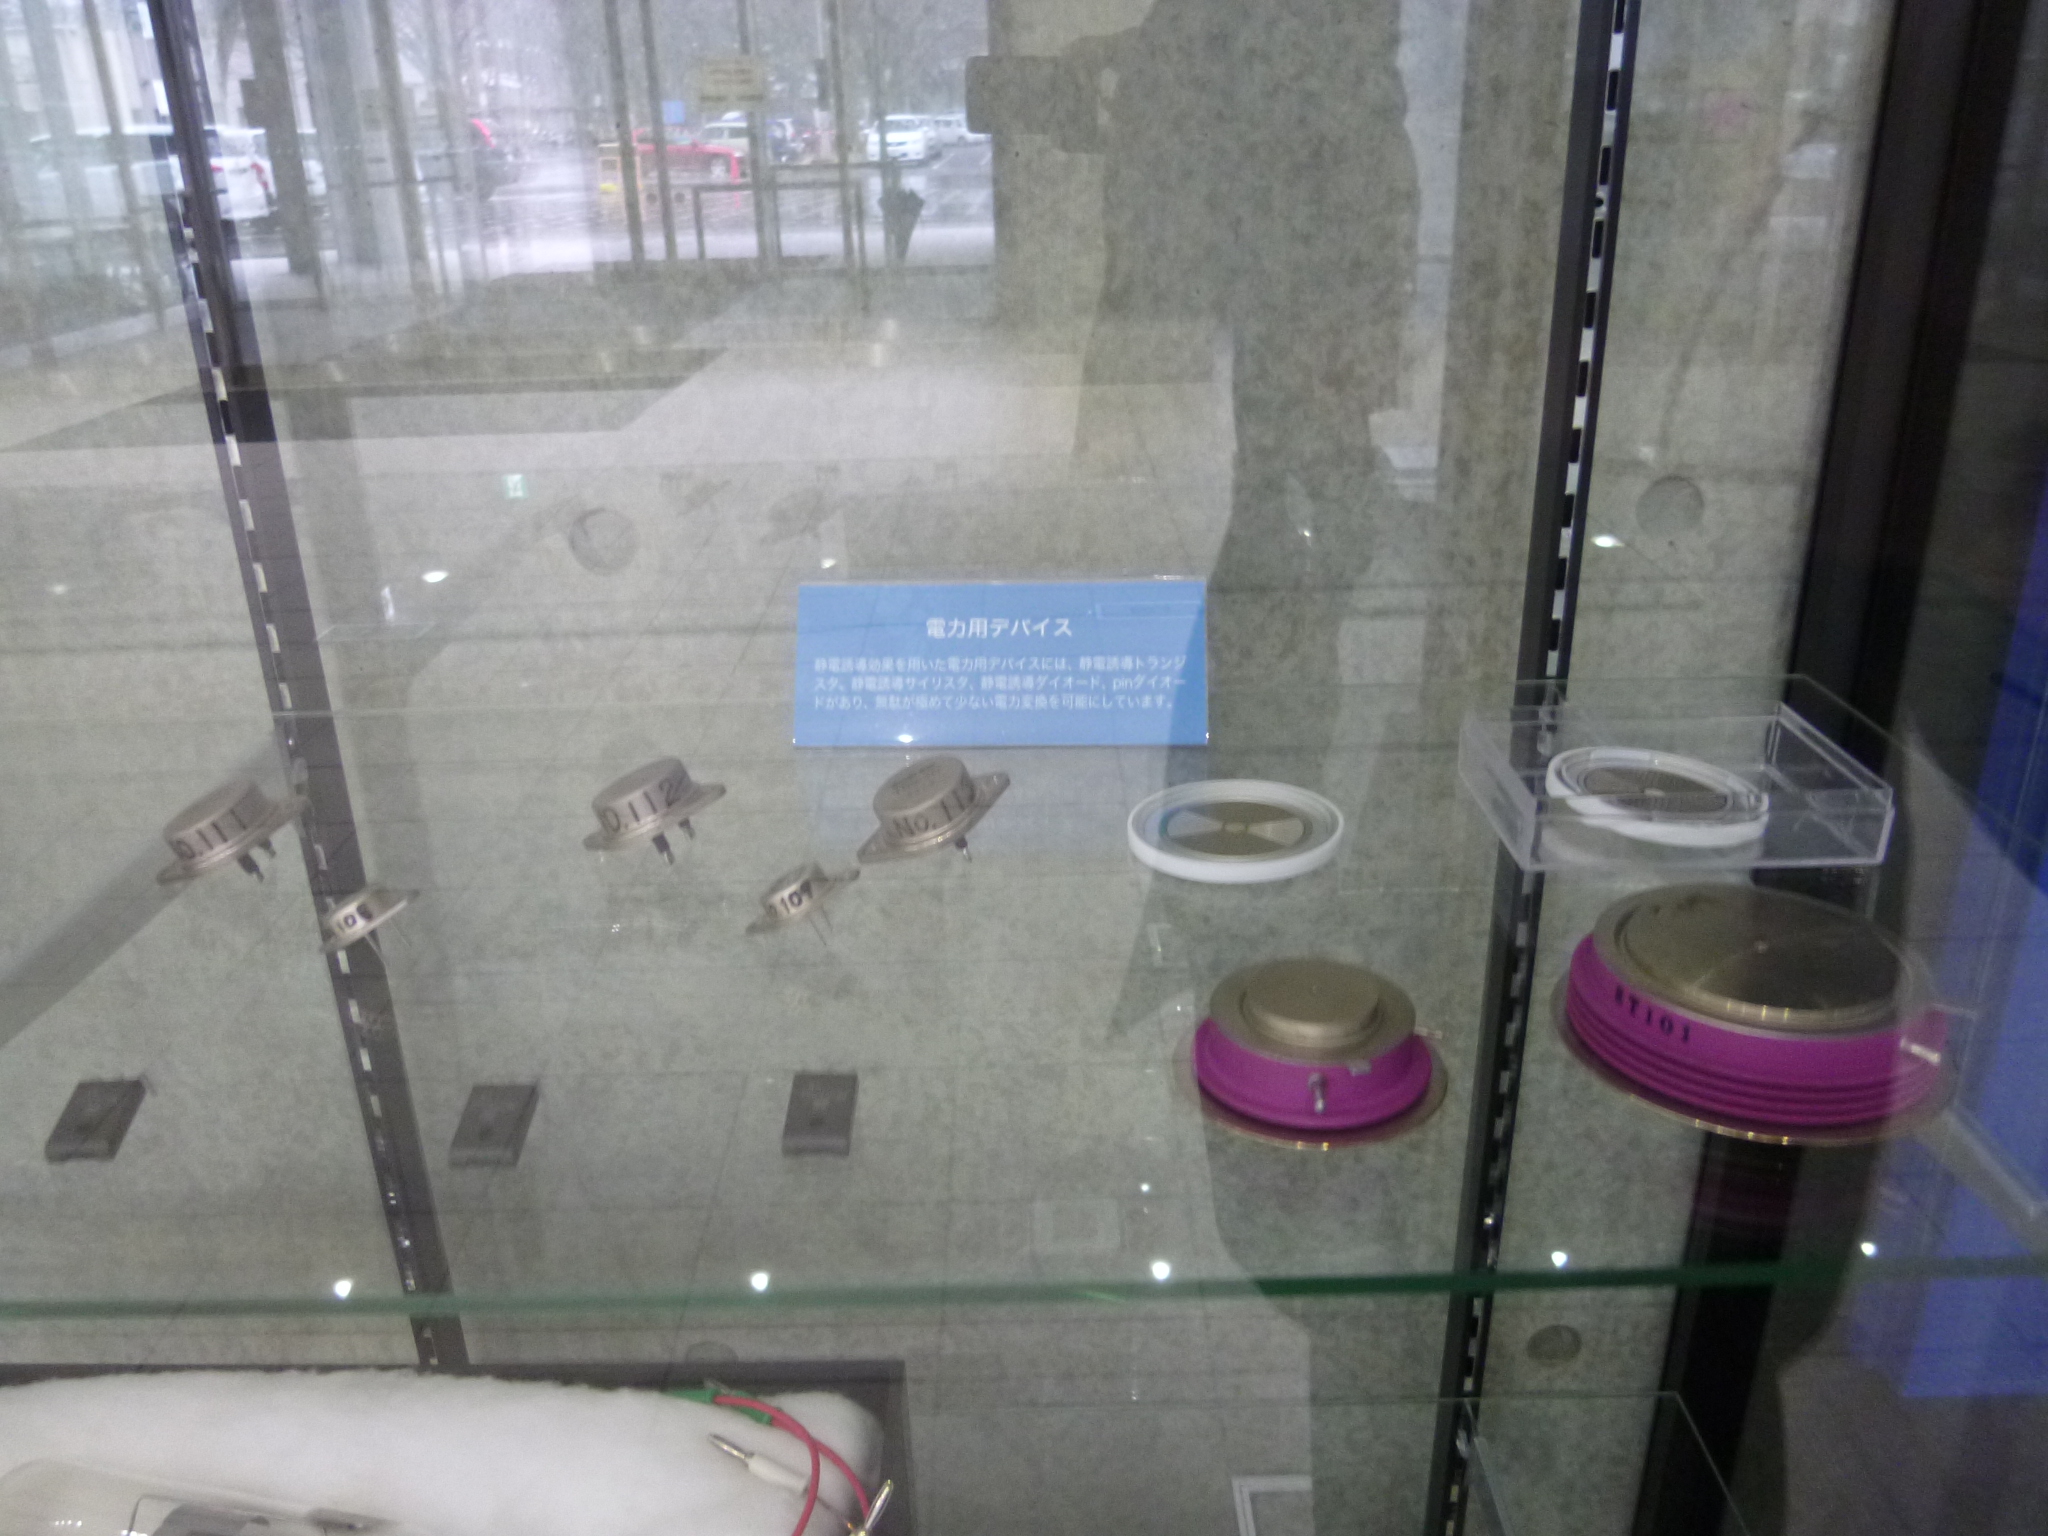 電力用デバイス
静電誘導効果を用いた電力用デバイスには、静電誘導トランジ
スタ、静電誘導サイリスタ、静電誘導ダイオード、pinダイオー
ドがあり、無駄が極めて少ない電力変換を可能にしています。
o.111
O.112
No.113
109
RT101